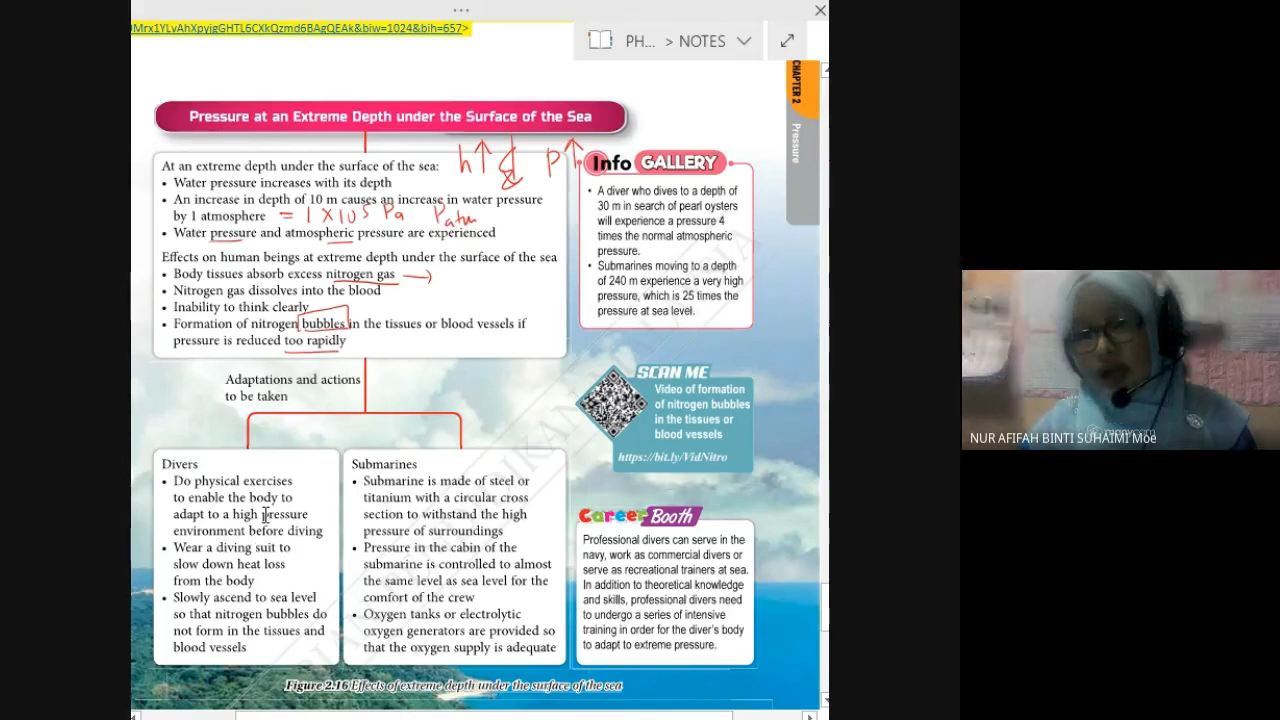 0Mrx1YLvAhXpyjgGHTL6CXkQzmd6BAgQEAk&biw=1024&bih=657>
PH... > NOTES
CHAPTER 2
Pressure
Pressure at an Extreme Depth under the Surface of the Sea
At an extreme depth under the surface of the sea:
• Water pressure increases with its depth
• An increase in depth of 10 m causes an increase in water pressure
by 1 atmosphere = 1 X 10⁵ Pa Patm
• Water pressure and atmospheric pressure are experienced
h↑ P↑
Effects on human beings at extreme depth under the surface of the sea
• Body tissues absorb excess nitrogen gas →
• Nitrogen gas dissolves into the blood
• Inability to think clearly
• Formation of nitrogen bubbles in the tissues or blood vessels if
pressure is reduced too rapidly
Info GALLERY
• A diver who dives to a depth of
30 m in search of pearl oysters
will experience a pressure 4
times the normal atmospheric
pressure.
• Submarines moving to a depth
of 240 m experience a very high
pressure, which is 25 times the
pressure at sea level.
Adaptations and actions
to be taken
SCAN ME
Video of formation
of nitrogen bubbles
in the tissues or
blood vessels
https://bit.ly/VidNitro
Divers
• Do physical exercises
to enable the body to
adapt to a high pressure
environment before diving
• Wear a diving suit to
slow down heat loss
from the body
• Slowly ascend to sea level
so that nitrogen bubbles do
not form in the tissues and
blood vessels
Submarines
• Submarine is made of steel or
titanium with a circular cross
section to withstand the high
pressure of surroundings
• Pressure in the cabin of the
submarine is controlled to almost
the same level as sea level for the
comfort of the crew
• Oxygen tanks or electrolytic
oxygen generators are provided so
that the oxygen supply is adequate
Career Booth
Professional divers can serve in the
navy, work as commercial divers or
serve as recreational trainers at sea.
In addition to theoretical knowledge
and skills, professional divers need
to undergo a series of intensive
training in order for the diver's body
to adapt to extreme pressure.
Figure 2.16 Effects of extreme depth under the surface of the sea
NUR AFIFAH BINTI SUHAIMI Moe